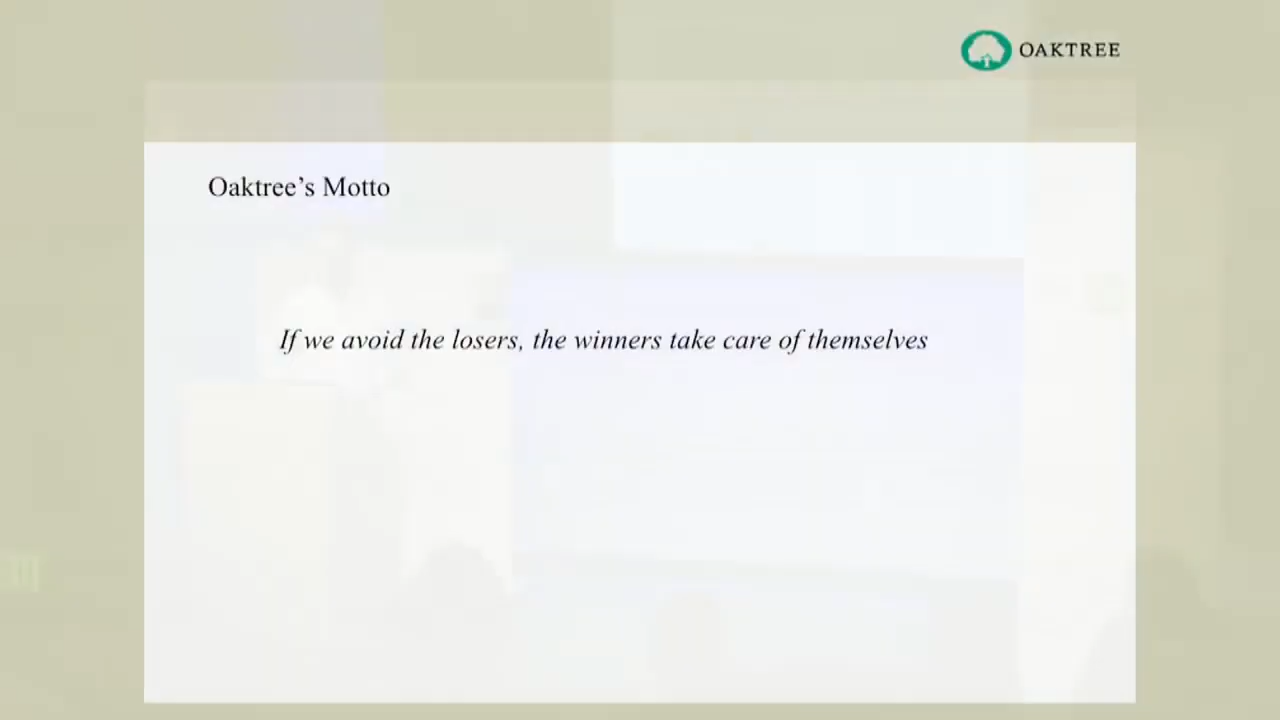 OAKTREE
Oaktree’s Motto
If we avoid the losers, the winners take care of themselves